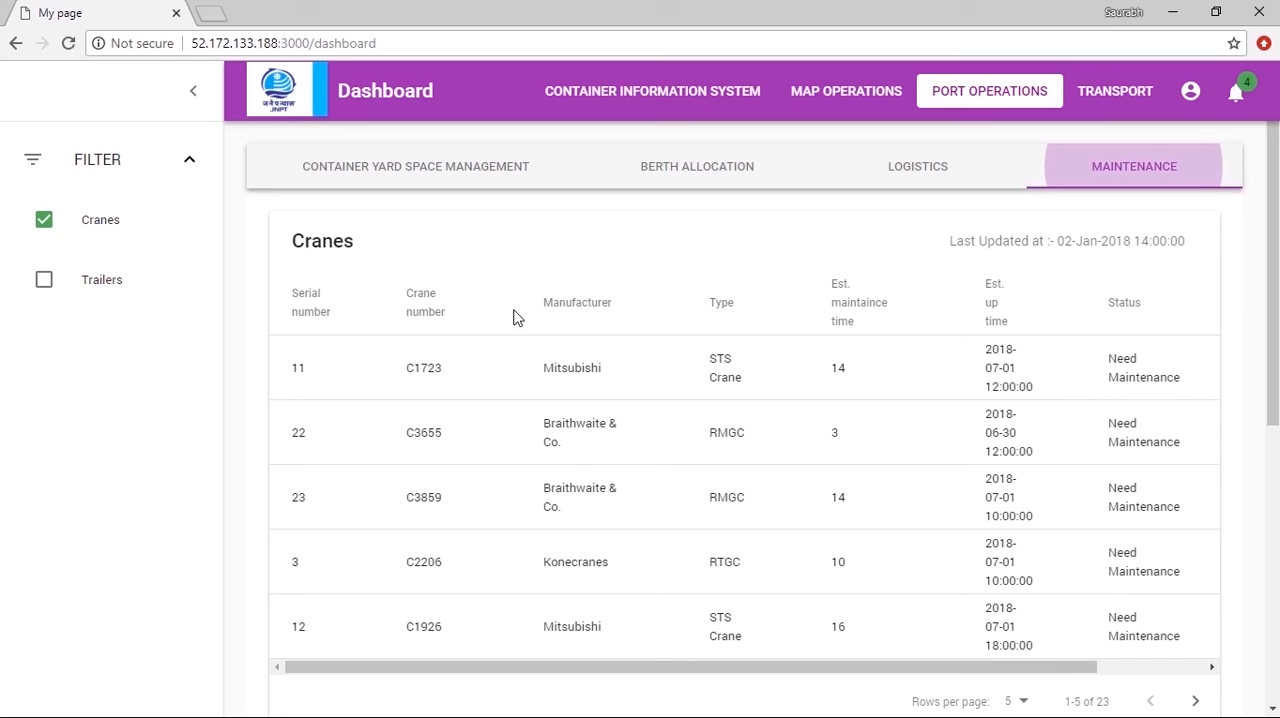 My page
Saurabh
Not secure
52.172.133.188:3000/dashboard
जनेप न्यास
JNPT
Dashboard
CONTAINER INFORMATION SYSTEM
MAP OPERATIONS
PORT OPERATIONS
TRANSPORT
4
FILTER
Cranes
Trailers
CONTAINER YARD SPACE MANAGEMENT
BERTH ALLOCATION
LOGISTICS
MAINTENANCE
Cranes
Last Updated at :- 02-Jan-2018 14:00:00
Serial
number
Crane
number
Manufacturer
Type
Est.
maintaince
time
Est.
up
time
Status
11
C1723
Mitsubishi
STS
Crane
14
2018-
07-01
12:00:00
Need
Maintenance
22
C3655
Braithwaite &
Co.
RMGC
3
2018-
06-30
12:00:00
Need
Maintenance
23
C3859
Braithwaite &
Co.
RMGC
14
2018-
07-01
10:00:00
Need
Maintenance
3
C2206
Konecranes
RTGC
10
2018-
07-01
10:00:00
Need
Maintenance
12
C1926
Mitsubishi
STS
Crane
16
2018-
07-01
18:00:00
Need
Maintenance
Rows per page:
5
1-5 of 23